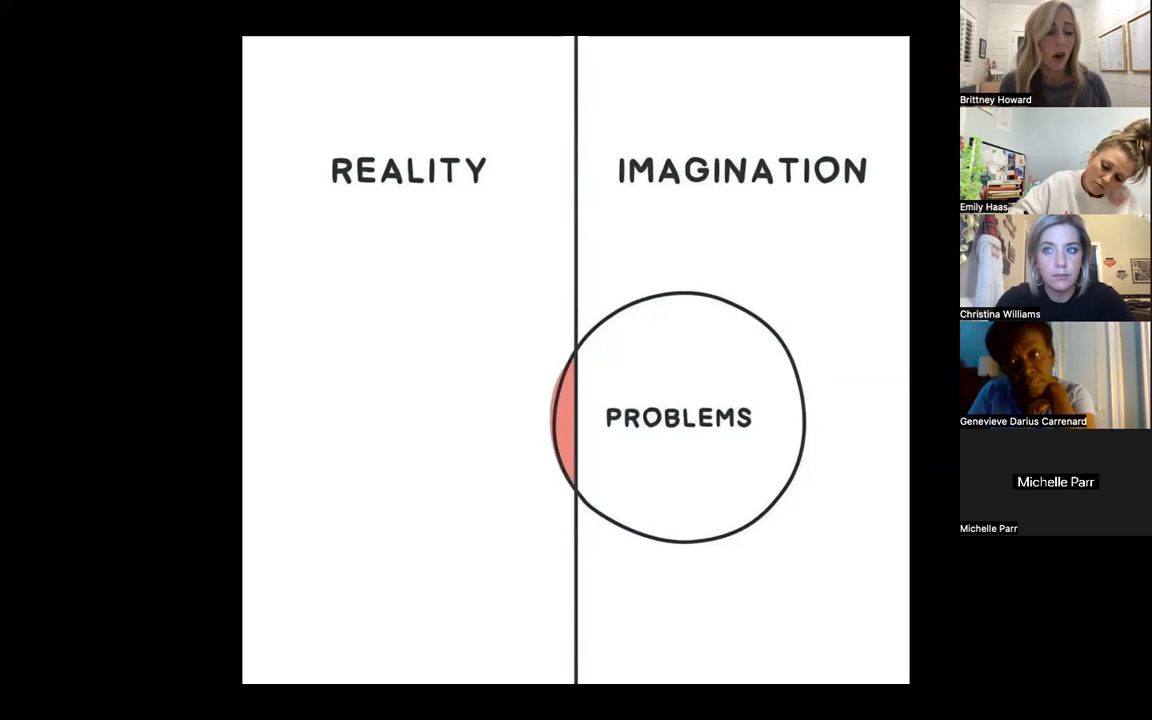 REALITY
IMAGINATION
PROBLEMS
Brittney Howard
Emily Haas
Christina Williams
Genevieve Darius Carrenard
Michelle Parr
Michelle Parr